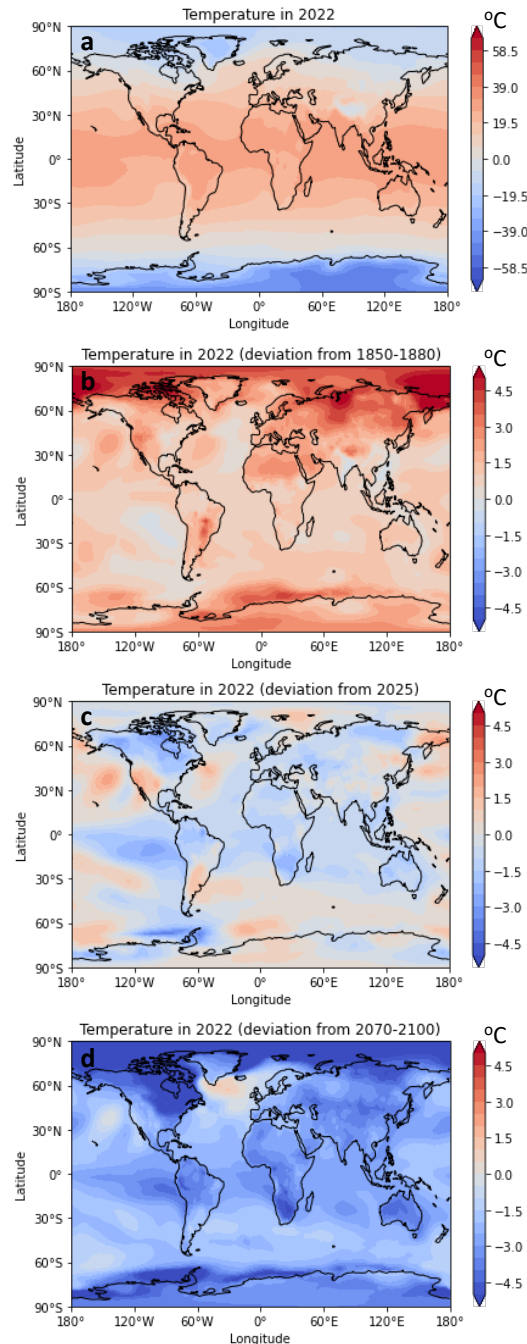 Temperature in 2022
a
°C
90°N
60°N
30°N
0°
30°S
60°S
90°S
Latitude
180° 120°W 60°W 0° 60°E 120°E 180°
Longitude
58.5
39.0
19.5
0.0
−19.5
−39.0
−58.5
Temperature in 2022 (deviation from 1850-1880)
b
°C
90°N
60°N
30°N
0°
30°S
60°S
90°S
Latitude
180° 120°W 60°W 0° 60°E 120°E 180°
Longitude
4.5
3.0
1.5
0.0
−1.5
−3.0
−4.5
Temperature in 2022 (deviation from 2025)
c
°C
90°N
60°N
30°N
0°
30°S
60°S
90°S
Latitude
180° 120°W 60°W 0° 60°E 120°E 180°
Longitude
4.5
3.0
1.5
0.0
−1.5
−3.0
−4.5
Temperature in 2022 (deviation from 2070-2100)
d
°C
90°N
60°N
30°N
0°
30°S
60°S
90°S
Latitude
180° 120°W 60°W 0° 60°E 120°E 180°
Longitude
4.5
3.0
1.5
0.0
−1.5
−3.0
−4.5